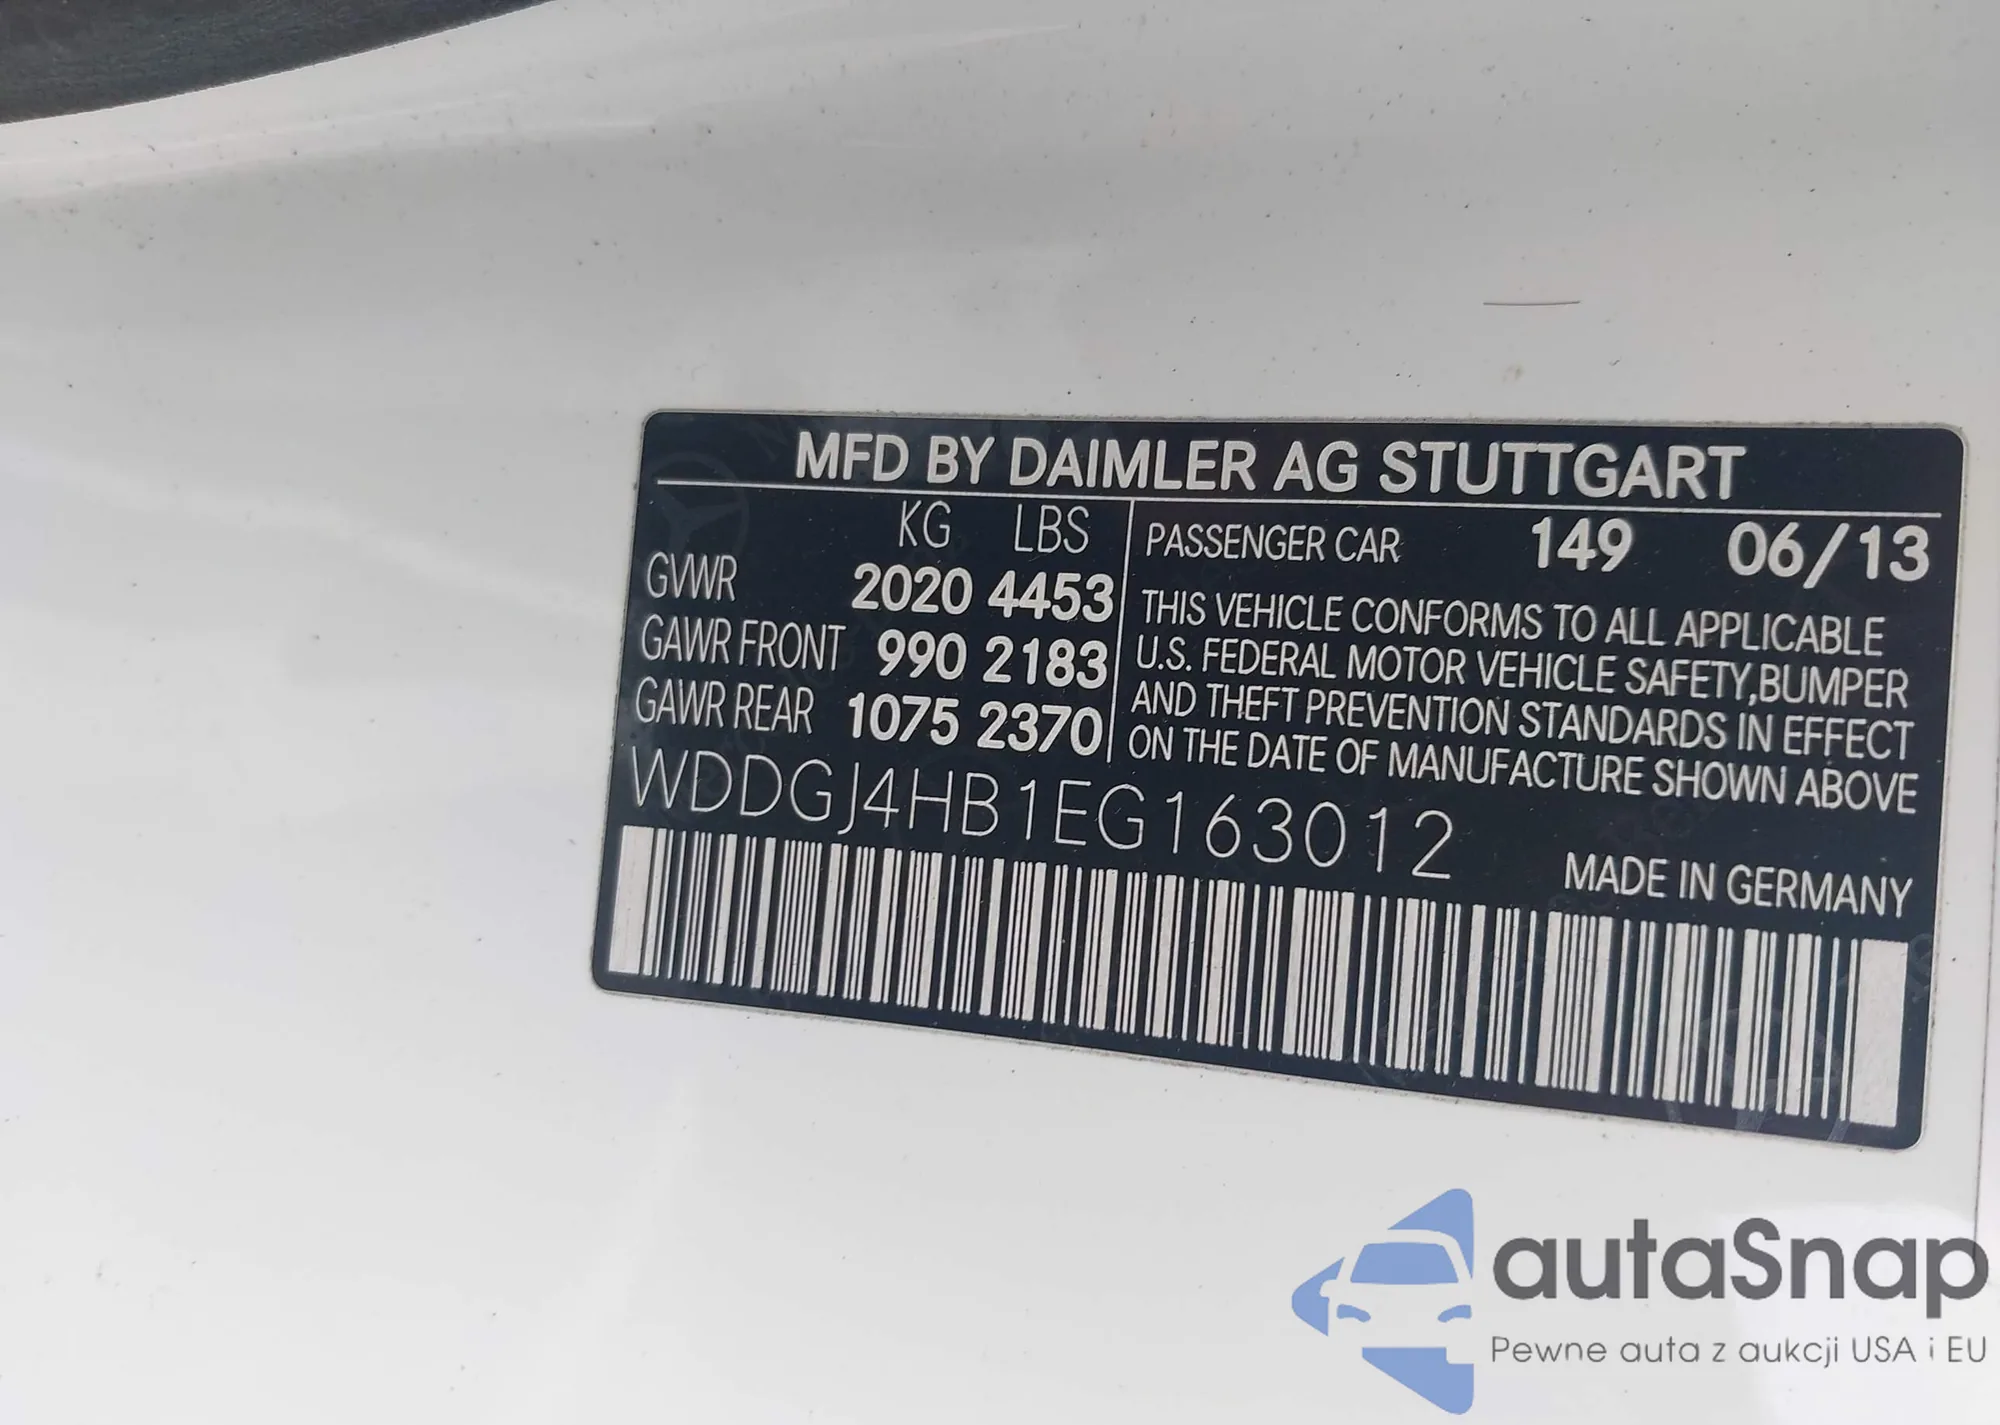 MFD BY DAIMLER AG STUTTGART
KG LBS
GVWR 2020 4453
GAWR FRONT 990 2183
GAWR REAR 1075 2370
PASSENGER CAR 149 06/13
THIS VEHICLE CONFORMS TO ALL APPLICABLE
U.S. FEDERAL MOTOR VEHICLE SAFETY,BUMPER
AND THEFT PREVENTION STANDARDS IN EFFECT
ON THE DATE OF MANUFACTURE SHOWN ABOVE
WDDGJ4HB1EG163012
MADE IN GERMANY
autaSnap
Pewne auta z aukcji USA i EU